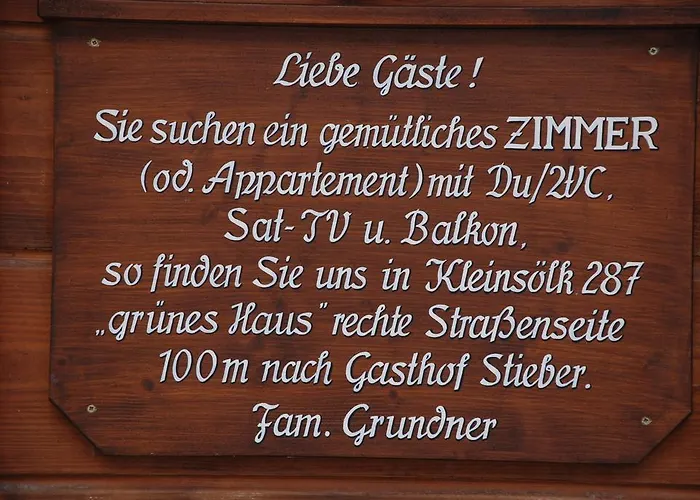 Liebe Gäste!
Sie suchen ein gemütliches ZIMMER
(od. Appartement) mit Du/WC,
Sat-TV u. Balkon,
so finden Sie uns in Kleinsölk 287
„grünes Haus" rechte Straßenseite
100m nach Gasthof Stieber.
Fam. Grundner